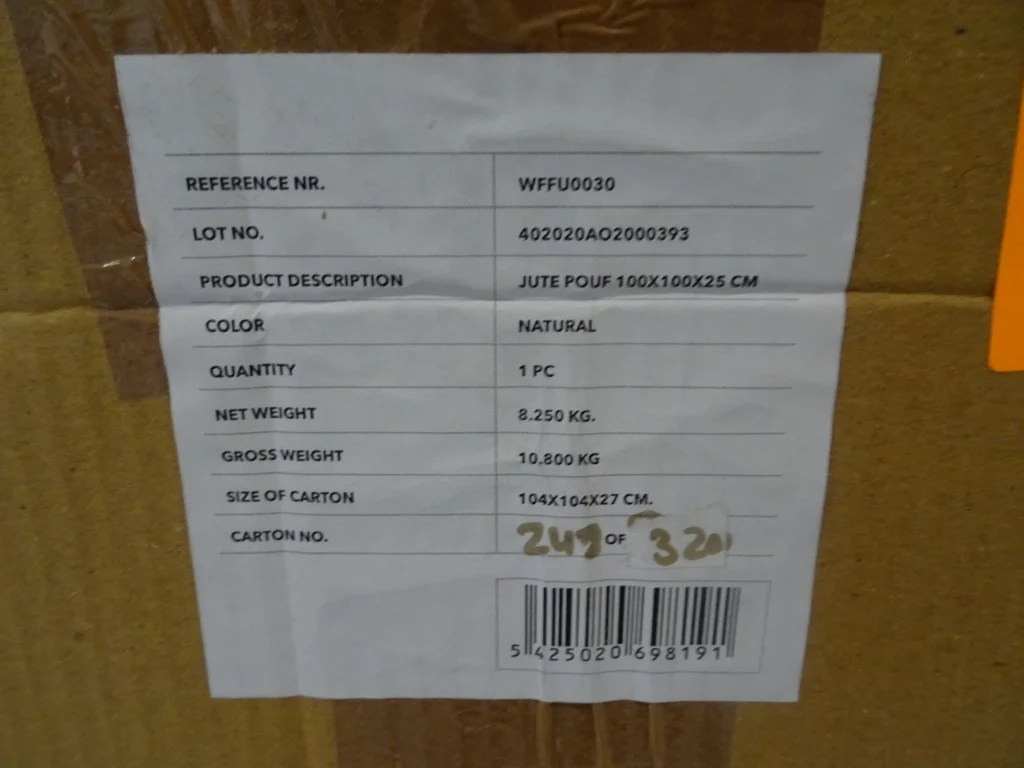 REFERENCE NR. WFFU0030
LOT NO. 402020AO2000393
PRODUCT DESCRIPTION JUTE POUF 100X100X25 CM
COLOR NATURAL
QUANTITY 1 PC
NET WEIGHT 8.250 KG.
GROSS WEIGHT 10.800 KG
SIZE OF CARTON 104X104X27 CM.
CARTON NO. 249 OF
5 425020 698191